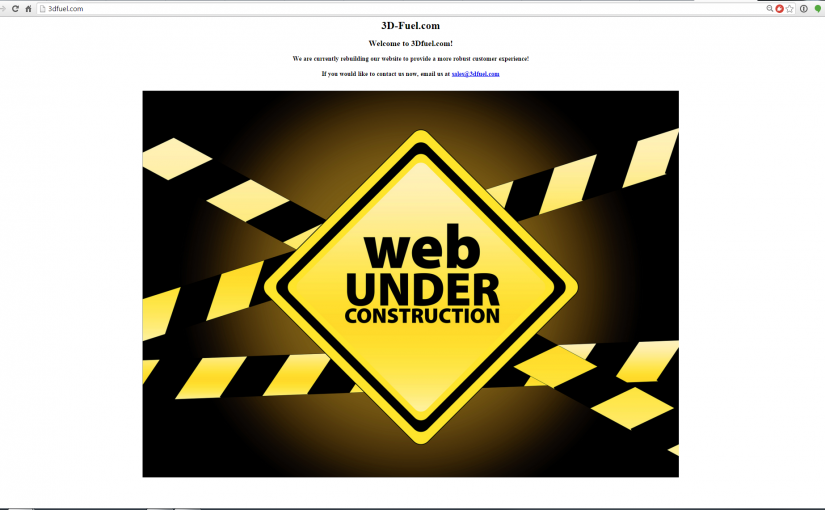 3dfuel.com
3D-Fuel.com
Welcome to 3Dfuel.com!
We are currently rebuilding our website to provide a more robust customer experience!
If you would like to contact us now, email us at sales@3dfuel.com
web
UNDER
CONSTRUCTION